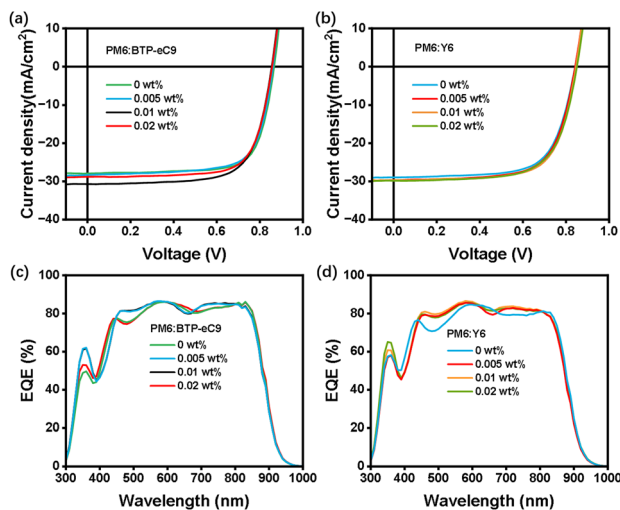 (a)
PM6:BTP-eC9
0 wt%
0.005 wt%
0.01 wt%
0.02 wt%
10
0
−10
−20
−30
−40
Current density(mA/cm²)
0.0 0.2 0.4 0.6 0.8 1.0
Voltage (V)
(b)
PM6:Y6
0 wt%
0.005 wt%
0.01 wt%
0.02 wt%
10
0
−10
−20
−30
−40
Current density(mA/cm²)
0.0 0.2 0.4 0.6 0.8 1.0
Voltage (V)
(c)
PM6:BTP-eC9
0 wt%
0.005 wt%
0.01 wt%
0.02 wt%
100
80
60
40
20
0
EQE (%)
300 400 500 600 700 800 900 1000
Wavelength (nm)
(d)
PM6:Y6
0 wt%
0.005 wt%
0.01 wt%
0.02 wt%
100
80
60
40
20
0
EQE (%)
300 400 500 600 700 800 900 1000
Wavelength (nm)